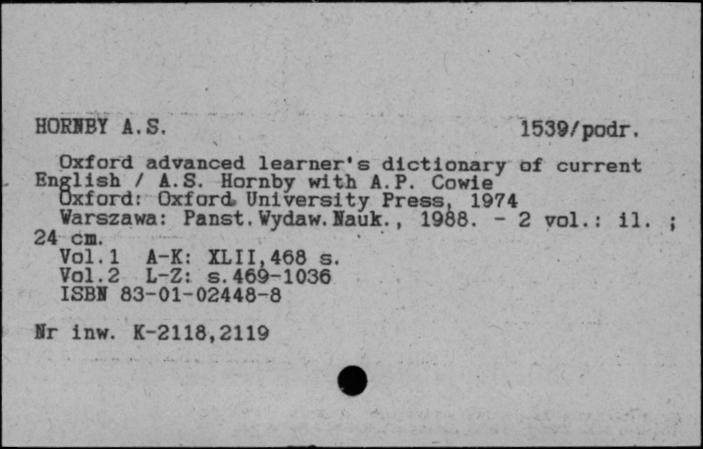 HORNBY A.S. 1539/podr.
Oxford advanced learner's dictionary of current
English / A.S. Hornby with A.P. Cowie
Oxford: Oxford University Press, 1974
Warszawa: Panst.Wydaw.Nauk., 1988. - 2 vol.: il. ;
24 cm.
Vol.1 A-K: XLII,468 s.
Vol.2 L-Z: s.469-1036
ISBN 83-01-02448-8
Nr inw. K-2118,2119